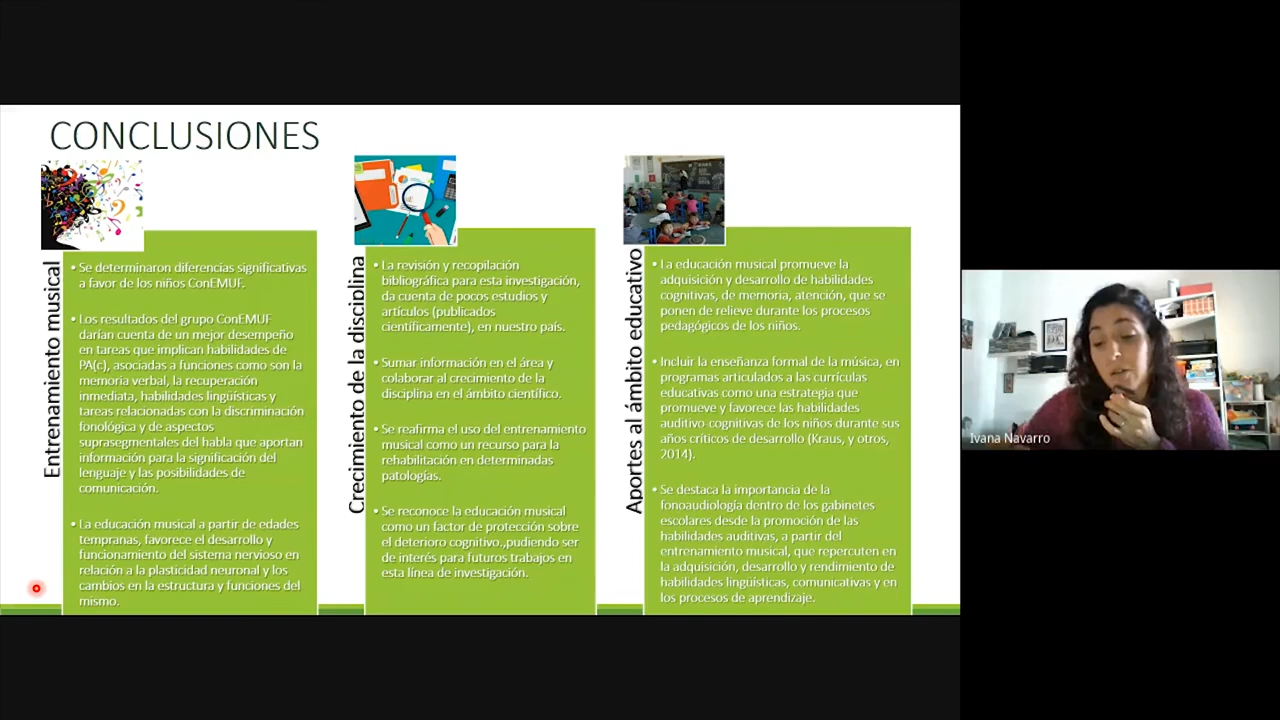 CONCLUSIONES
Entrenamiento musical
• Se determinaron diferencias significativas
a favor de los niños ConEMUF.
• Los resultados del grupo ConEMUF
darían cuenta de un mejor desempeño
en tareas que implican habilidades de
PA(c), asociadas a funciones como son la
memoria verbal, la recuperación
inmediata, habilidades lingüísticas y
tareas relacionadas con la discriminación
fonológica y de aspectos
suprasegmentales del habla que aportan
información para la significación del
lenguaje y las posibilidades de
comunicación.
• La educación musical a partir de edades
tempranas, favorece el desarrollo y
funcionamiento del sistema nervioso en
relación a la plasticidad neuronal y los
cambios en la estructura y funciones del
mismo.
Crecimiento de la disciplina
• La revisión y recopilación
bibliográfica para esta investigación,
da cuenta de pocos estudios y
artículos (publicados
científicamente), en nuestro país.
• Sumar información en el área y
colaborar al crecimiento de la
disciplina en el ámbito científico.
• Se reafirma el uso del entrenamiento
musical como un recurso para la
rehabilitación en determinadas
patologías.
• Se reconoce la educación musical
como un factor de protección sobre
el deterioro cognitivo.,pudiendo ser
de interés para futuros trabajos en
esta línea de investigación.
Aportes al ámbito educativo
• La educación musical promueve la
adquisición y desarrollo de habilidades
cognitivas, de memoria, atención, que se
ponen de relieve durante los procesos
pedagógicos de los niños.
• Incluir la enseñanza formal de la música, en
programas articulados a las currículas
educativas como una estrategia que
promueve y favorece las habilidades
auditivo-cognitivas de los niños durante sus
años críticos de desarrollo (Kraus, y otros,
2014).
• Se destaca la importancia de la
fonoaudiología dentro de los gabinetes
escolares desde la promoción de las
habilidades auditivas, a partir del
entrenamiento musical, que repercuten en
la adquisición, desarrollo y rendimiento de
habilidades lingüísticas, comunicativas y en
los procesos de aprendizaje.
Ivana Navarro